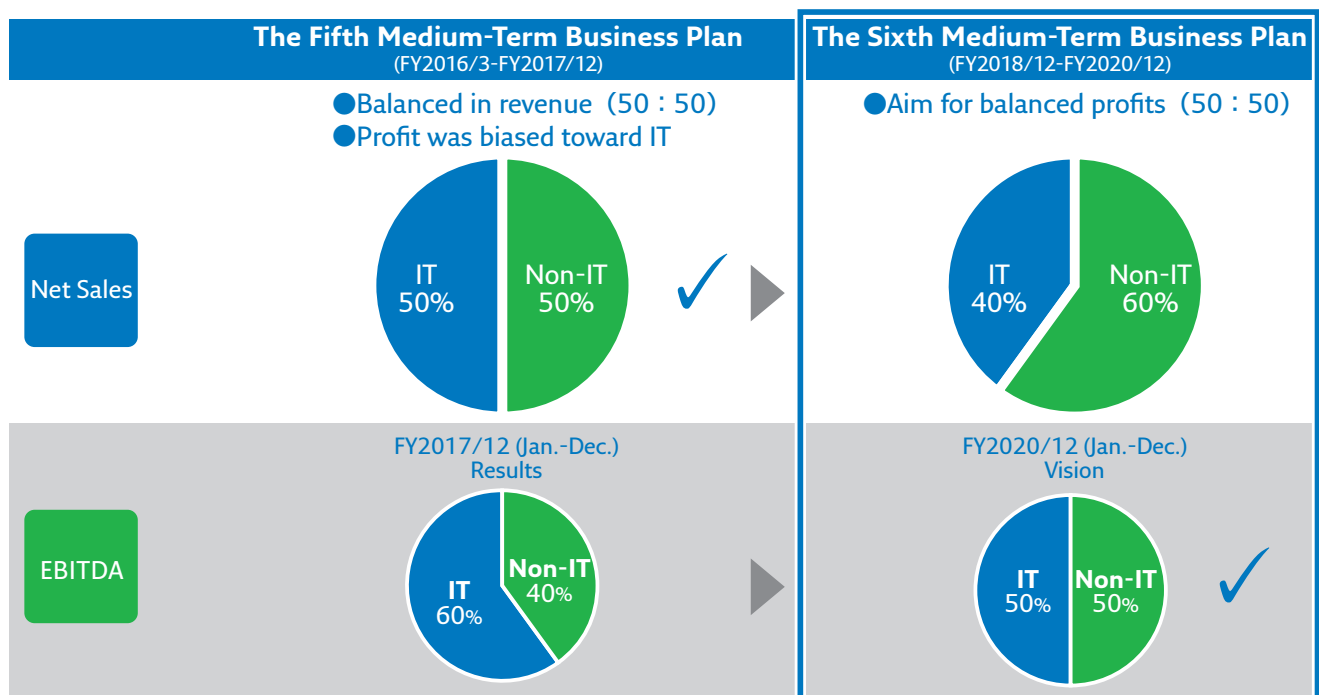 The Fifth Medium-Term Business Plan
(FY2016/3-FY2017/12)
The Sixth Medium-Term Business Plan
(FY2018/12-FY2020/12)
●Balanced in revenue（50：50）
●Profit was biased toward IT
●Aim for balanced profits（50：50）
Net Sales
IT
50%
Non-IT
50%
IT
40%
Non-IT
60%
FY2017/12 (Jan.-Dec.)
Results
FY2020/12 (Jan.-Dec.)
Vision
EBITDA
IT
60%
Non-IT
40%
IT
50%
Non-IT
50%